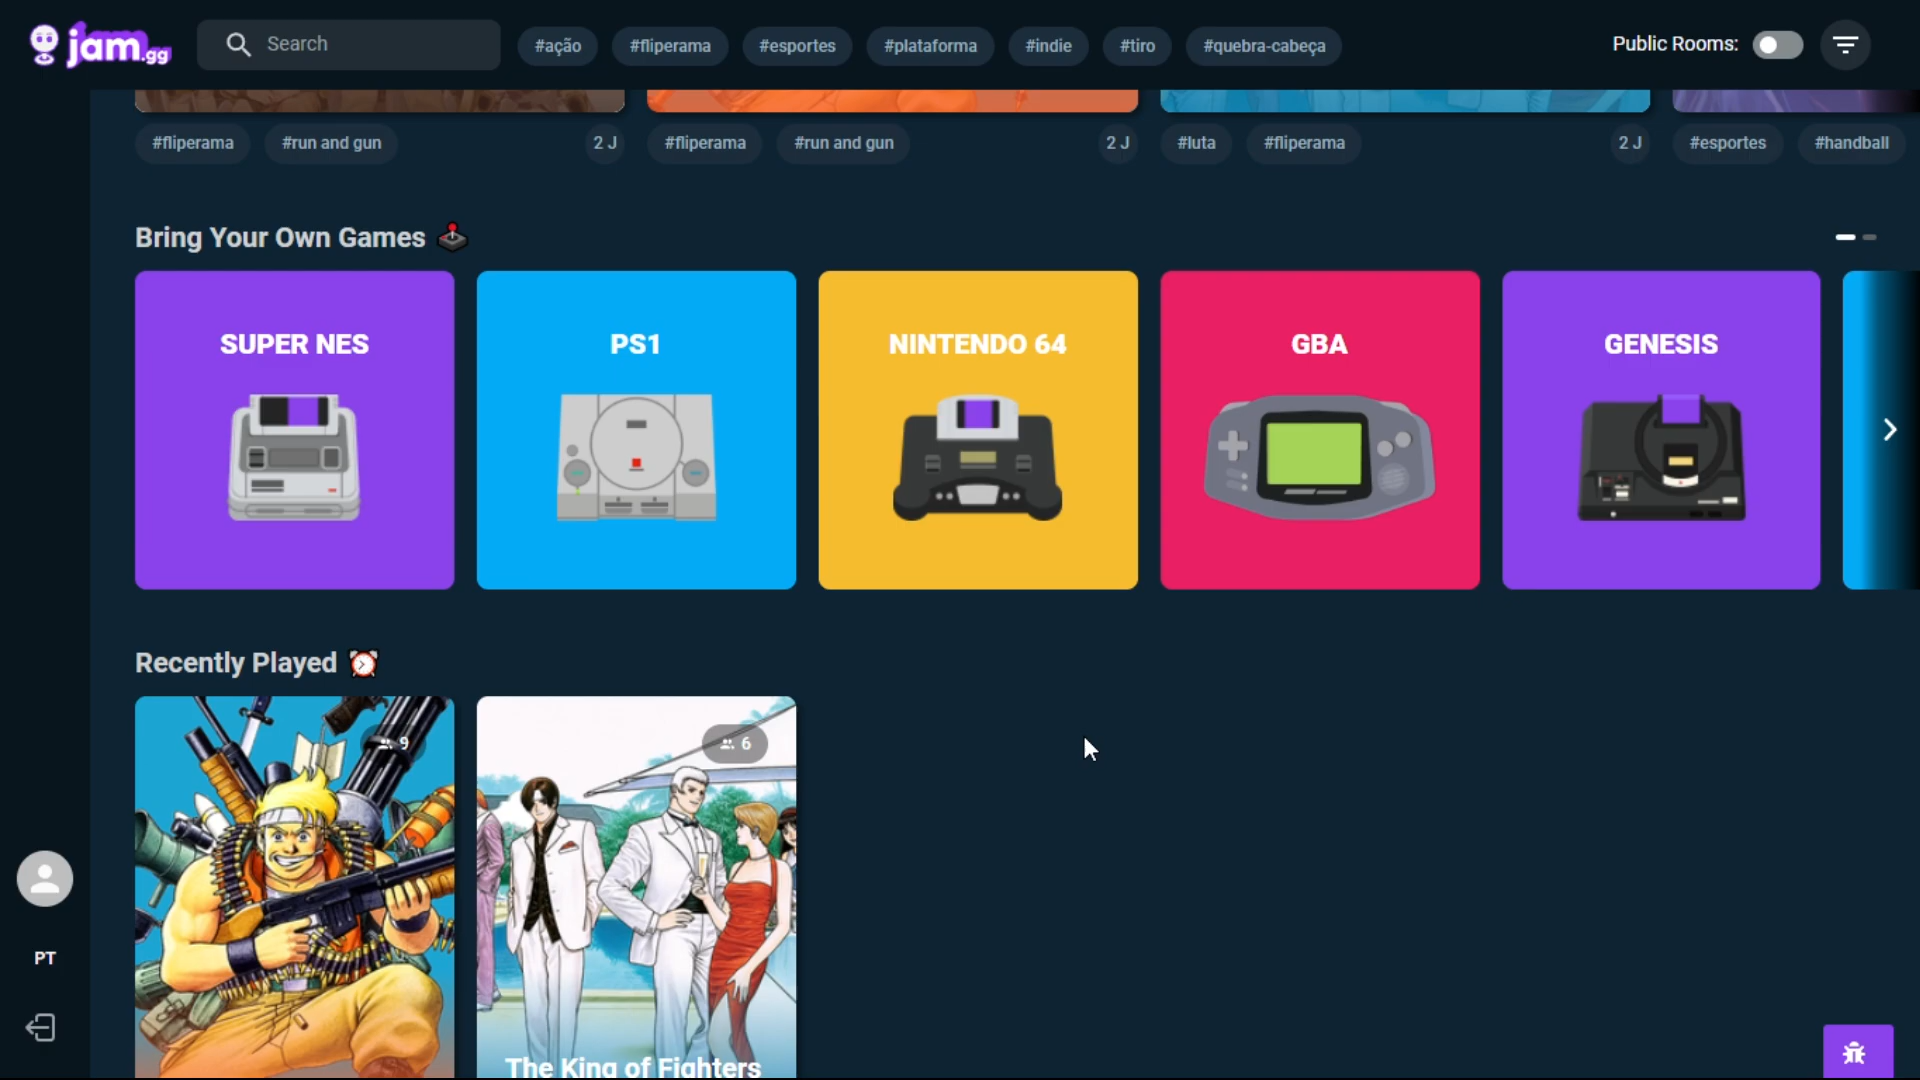 jam.gg
Search
#ação
#fliperama
#esportes
#plataforma
#indie
#tiro
#quebra-cabeça
Public Rooms:
#fliperama
#run and gun
2 J
#fliperama
#run and gun
2 J
#luta
#fliperama
2 J
#esportes
#handball
Bring Your Own Games
SUPER NES
PS1
NINTENDO 64
GBA
GENESIS
Recently Played
9
6
The King of Fighters
PT